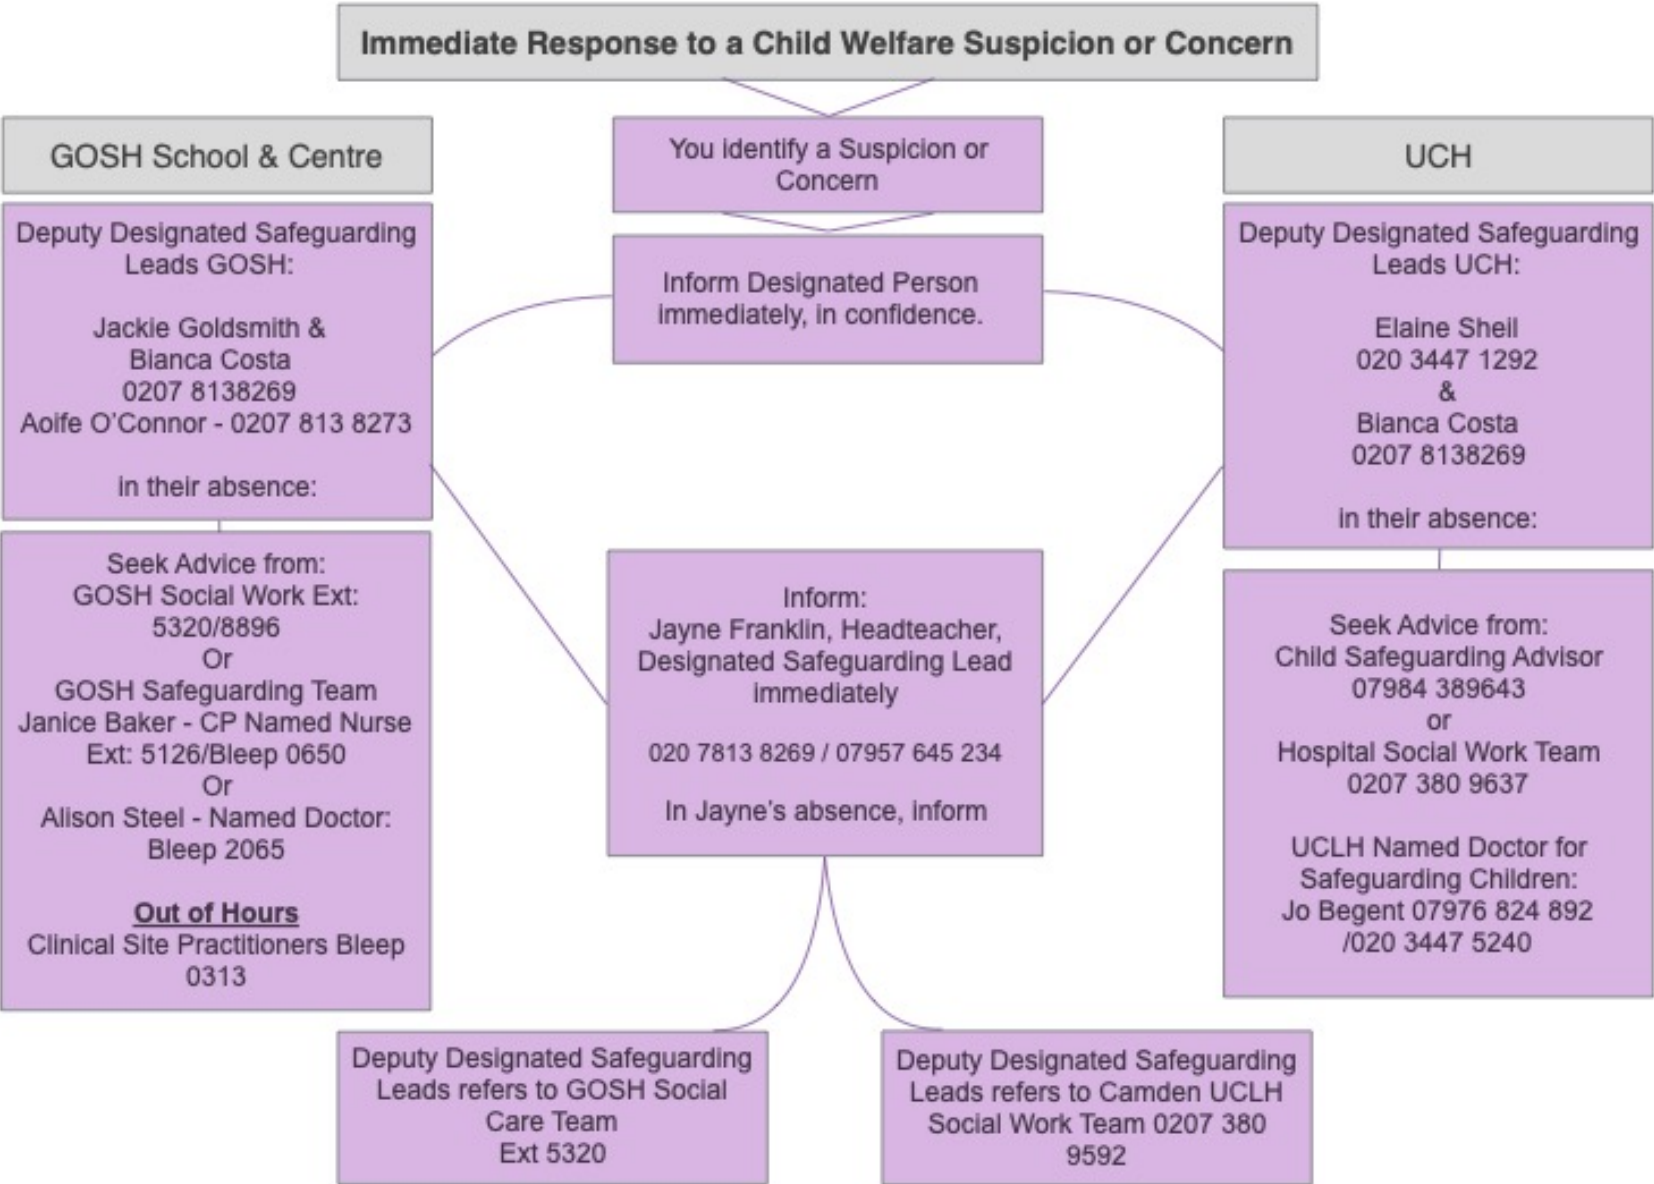 Immediate Response to a Child Welfare Suspicion or Concern
GOSH School & Centre
Deputy Designated Safeguarding
Leads GOSH:
Jackie Goldsmith &
Bianca Costa
0207 8138269
Aoife O'Connor - 0207 813 8273
in their absence:
Seek Advice from:
GOSH Social Work Ext:
5320/8896
Or
GOSH Safeguarding Team
Janice Baker - CP Named Nurse
Ext: 5126/Bleep 0650
Or
Alison Steel - Named Doctor:
Bleep 2065
Out of Hours
Clinical Site Practitioners Bleep
0313
You identify a Suspicion or
Concern
Inform Designated Person
immediately, in confidence.
Inform:
Jayne Franklin, Headteacher,
Designated Safeguarding Lead
immediately
020 7813 8269 / 07957 645 234
In Jayne's absence, inform
UCH
Deputy Designated Safeguarding
Leads UCH:
Elaine Sheil
020 3447 1292
&
Bianca Costa
0207 8138269
in their absence:
Seek Advice from:
Child Safeguarding Advisor
07984 389643
or
Hospital Social Work Team
0207 380 9637
UCLH Named Doctor for
Safeguarding Children:
Jo Begent 07976 824 892
/020 3447 5240
Deputy Designated Safeguarding
Leads refers to GOSH Social
Care Team
Ext 5320
Deputy Designated Safeguarding
Leads refers to Camden UCLH
Social Work Team 0207 380
9592